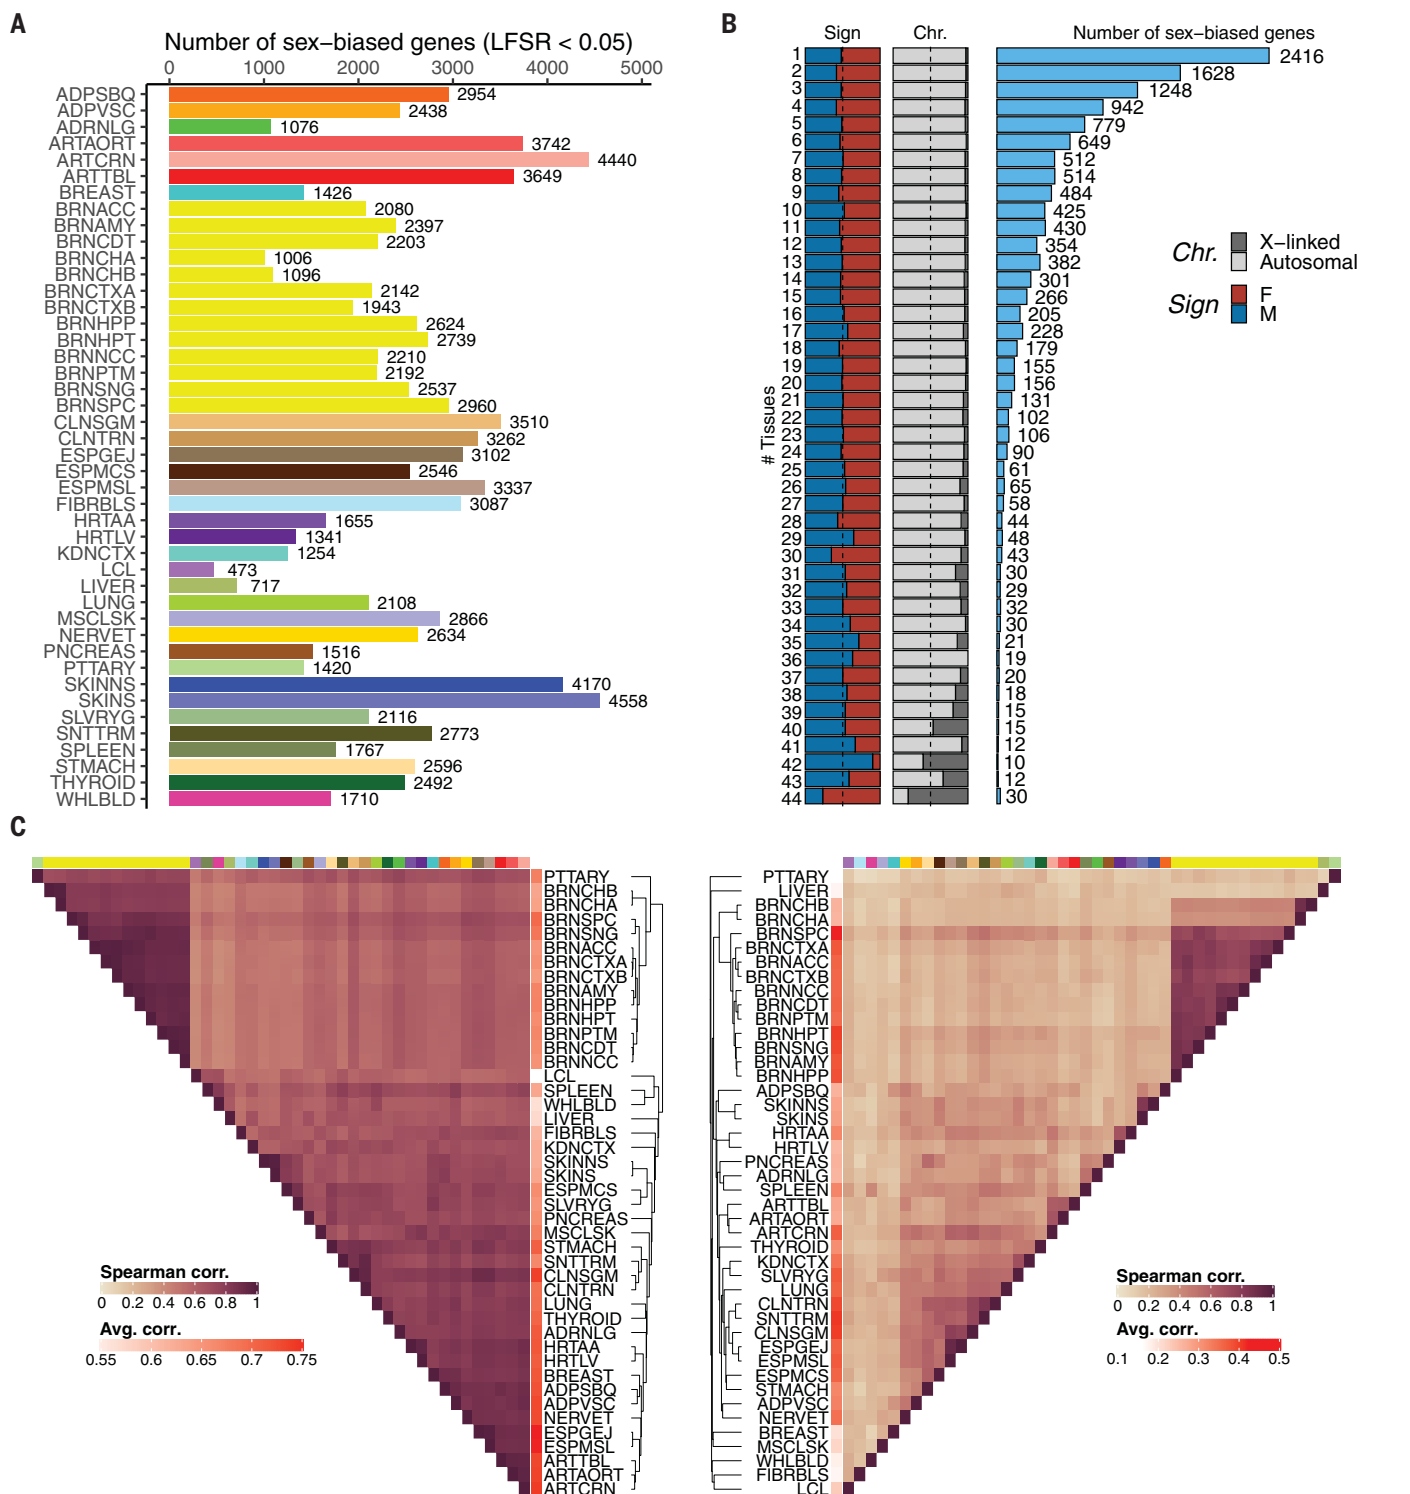 A
Number of sex−biased genes (LFSR < 0.05)
0 1000 2000 3000 4000 5000
ADPSBQ 2954
ADPVSC 2438
ADRNLG 1076
ARTAORT 3742
ARTCRN 4440
ARTTBL 3649
BREAST 1426
BRNACC 2080
BRNAMY 2397
BRNCDT 2203
BRNCHA 1006
BRNCHB 1096
BRNCTXA 2142
BRNCTXB 1943
BRNHPP 2624
BRNHPT 2739
BRNNCC 2210
BRNPTM 2192
BRNSNG 2537
BRNSPC 2960
CLNSGM 3510
CLNTRN 3262
ESPGEJ 3102
ESPMCS 2546
ESPMSL 3337
FIBRBLS 3087
HRTAA 1655
HRTLV 1341
KDNCTX 1254
LCL 473
LIVER 717
LUNG 2108
MSCLSK 2866
NERVET 2634
PNCREAS 1516
PTTARY 1420
SKINNS 4170
SKINS 4558
SLVRYG 2116
SNTTRM 2773
SPLEEN 1767
STMACH 2596
THYROID 2492
WHLBLD 1710
B
Sign Chr. Number of sex−biased genes
# Tissues
1 2416
2 1628
3 1248
4 942
5 779
6 649
7 512
8 514
9 484
10 425
11 430
12 354
13 382
14 301
15 266
16 205
17 228
18 179
19 155
20 156
21 131
22 102
23 106
24 90
25 61
26 65
27 58
28 44
29 48
30 43
31 30
32 29
33 32
34 30
35 21
36 19
37 20
38 18
39 15
40 15
41 12
42 10
43 12
44 30
Chr. X−linked
Autosomal
Sign F
M
C
PTTARY
BRNCHB
BRNCHA
BRNSPC
BRNSNG
BRNACC
BRNCTXA
BRNCTXB
BRNAMY
BRNHPP
BRNHPT
BRNPTM
BRNCDT
BRNNCC
LCL
SPLEEN
WHLBLD
LIVER
FIBRBLS
KDNCTX
SKINNS
SKINS
ESPMCS
SLVRYG
PNCREAS
MSCLSK
STMACH
SNTTRM
CLNSGM
CLNTRN
LUNG
THYROID
ADRNLG
HRTAA
HRTLV
BREAST
ADPSBQ
ADPVSC
NERVET
ESPGEJ
ESPMSL
ARTTBL
ARTAORT
ARTCRN
Spearman corr.
0 0.2 0.4 0.6 0.8 1
Avg. corr.
0.55 0.6 0.65 0.7 0.75
PTTARY
LIVER
BRNCHB
BRNCHA
BRNSPC
BRNCTXA
BRNACC
BRNCTXB
BRNNCC
BRNCDT
BRNPTM
BRNHPT
BRNSNG
BRNAMY
BRNHPP
ADPSBQ
SKINNS
SKINS
HRTAA
HRTLV
PNCREAS
ADRNLG
SPLEEN
ARTTBL
ARTAORT
ARTCRN
THYROID
KDNCTX
SLVRYG
LUNG
CLNTRN
SNTTRM
CLNSGM
ESPGEJ
ESPMSL
ESPMCS
STMACH
ADPVSC
NERVET
BREAST
MSCLSK
WHLBLD
FIBRBLS
LCL
Spearman corr.
0 0.2 0.4 0.6 0.8 1
Avg. corr.
0.1 0.2 0.3 0.4 0.5